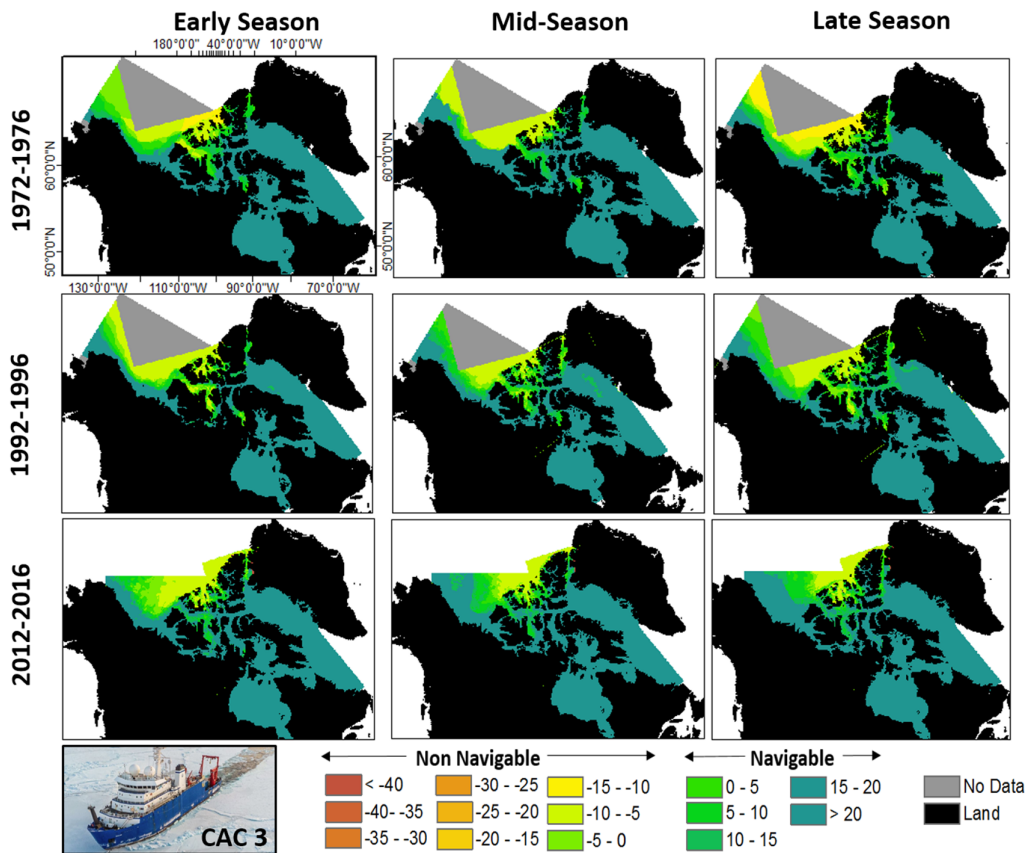 Early Season
Mid-Season
Late Season
180°0'0" 40°0'0"W 10°0'0"W
1972-1976
60°0'0"N
50°0'0"N
60°0'0"N
50°0'0"N
130°0'0"W 110°0'0"W 90°0'0"W 70°0'0"W
1992-1996
2012-2016
CAC 3
Non Navigable
< -40
-40- -35
-35 - -30
-30 - -25
-25 - -20
-20 - -15
-15 - -10
-10 - -5
-5 - 0
Navigable
0 - 5
5 - 10
10 - 15
15 - 20
> 20
No Data
Land